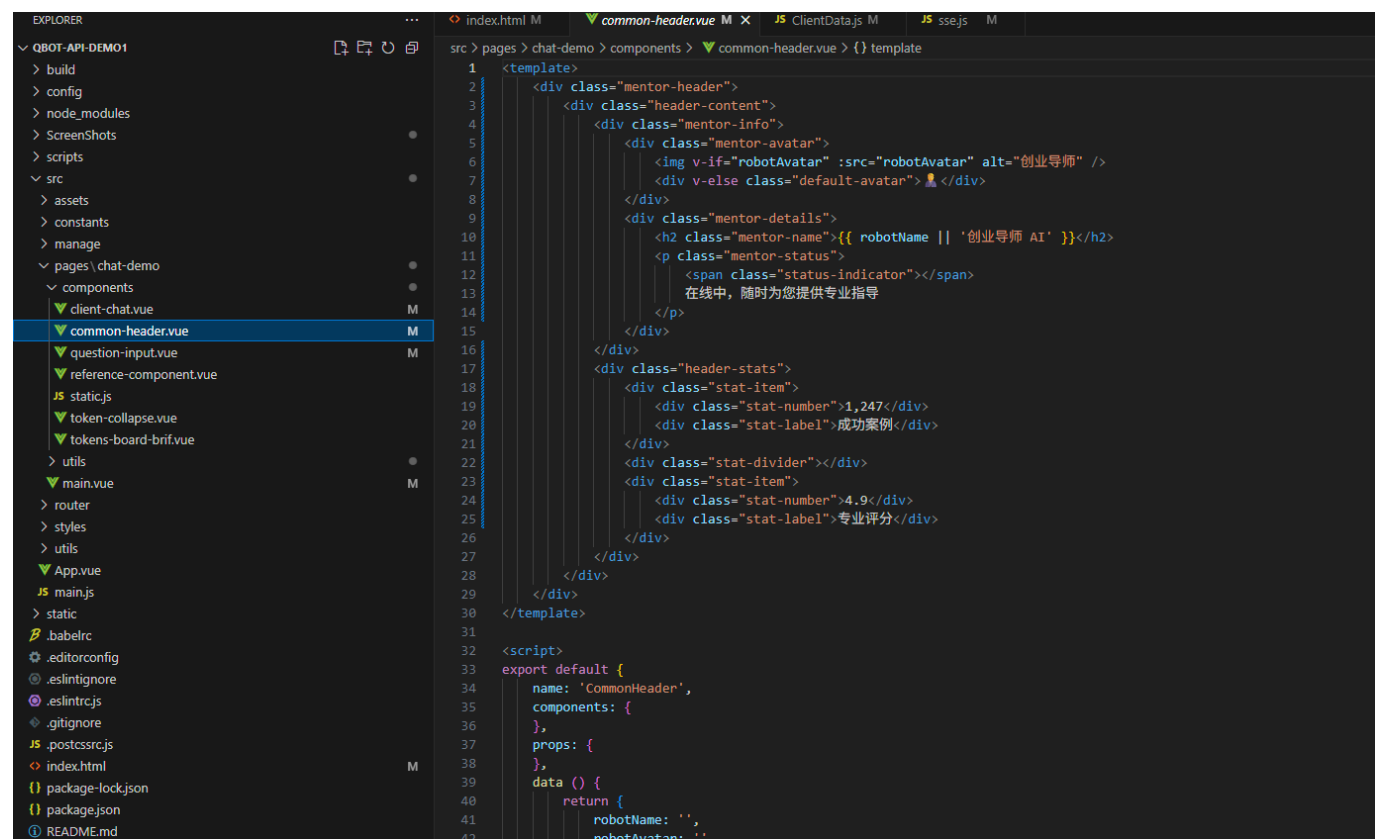 EXPLORER
QBOT-API-DEMO1
build
config
node_modules
ScreenShots
scripts
src
assets
constants
manage
pages\chat-demo
components
client-chat.vue M
common-header.vue M
question-input.vue M
reference-component.vue
JS static.js
token-collapse.vue
tokens-board-brif.vue
utils
main.vue M
router
styles
utils
App.vue
JS main.js
static
.babelrc
.editorconfig
.eslintignore
.eslintrc.js
.gitignore
JS .postcssrc.js
<> index.html M
{} package-lock.json
{} package.json
README.md
<> index.html M common-header.vue M JS ClientData.js M JS sse.js M
src > pages > chat-demo > components > common-header.vue > {} template
1 <template>
2 <div class="mentor-header">
3 <div class="header-content">
4 <div class="mentor-info">
5 <div class="mentor-avatar">
6 <img v-if="robotAvatar" :src="robotAvatar" alt="创业导师" />
7 <div v-else class="default-avatar"></div>
8 </div>
9 <div class="mentor-details">
10 <h2 class="mentor-name">{{ robotName || '创业导师 AI' }}</h2>
11 <p class="mentor-status">
12 <span class="status-indicator"></span>
13 在线中，随时为您提供专业指导
14 </p>
15 </div>
16 </div>
17 <div class="header-stats">
18 <div class="stat-item">
19 <div class="stat-number">1,247</div>
20 <div class="stat-label">成功案例</div>
21 </div>
22 <div class="stat-divider"></div>
23 <div class="stat-item">
24 <div class="stat-number">4.9</div>
25 <div class="stat-label">专业评分</div>
26 </div>
27 </div>
28 </div>
29 </div>
30 </template>
31
32 <script>
33 export default {
34 name: 'CommonHeader',
35 components: {
36 },
37 props: {
38 },
39 data () {
40 return {
41 robotName: '',
42 robotAvatar: ''